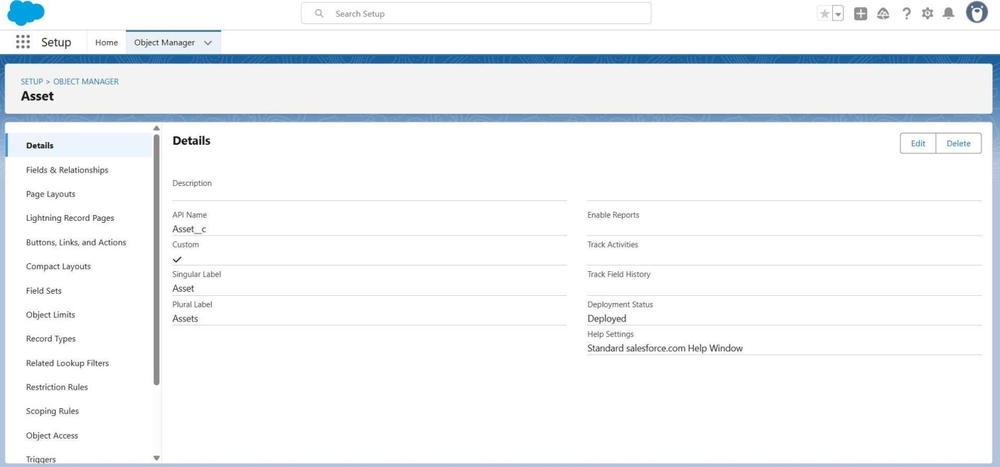 Search Setup
Setup
Home
Object Manager
SETUP > OBJECT MANAGER
Asset
Details
Fields & Relationships
Page Layouts
Lightning Record Pages
Buttons, Links, and Actions
Compact Layouts
Field Sets
Object Limits
Record Types
Related Lookup Filters
Restriction Rules
Scoping Rules
Object Access
Triggers
Details
Edit
Delete
Description
API Name
Asset__c
Custom
Singular Label
Asset
Plural Label
Assets
Enable Reports
Track Activities
Track Field History
Deployment Status
Deployed
Help Settings
Standard salesforce.com Help Window